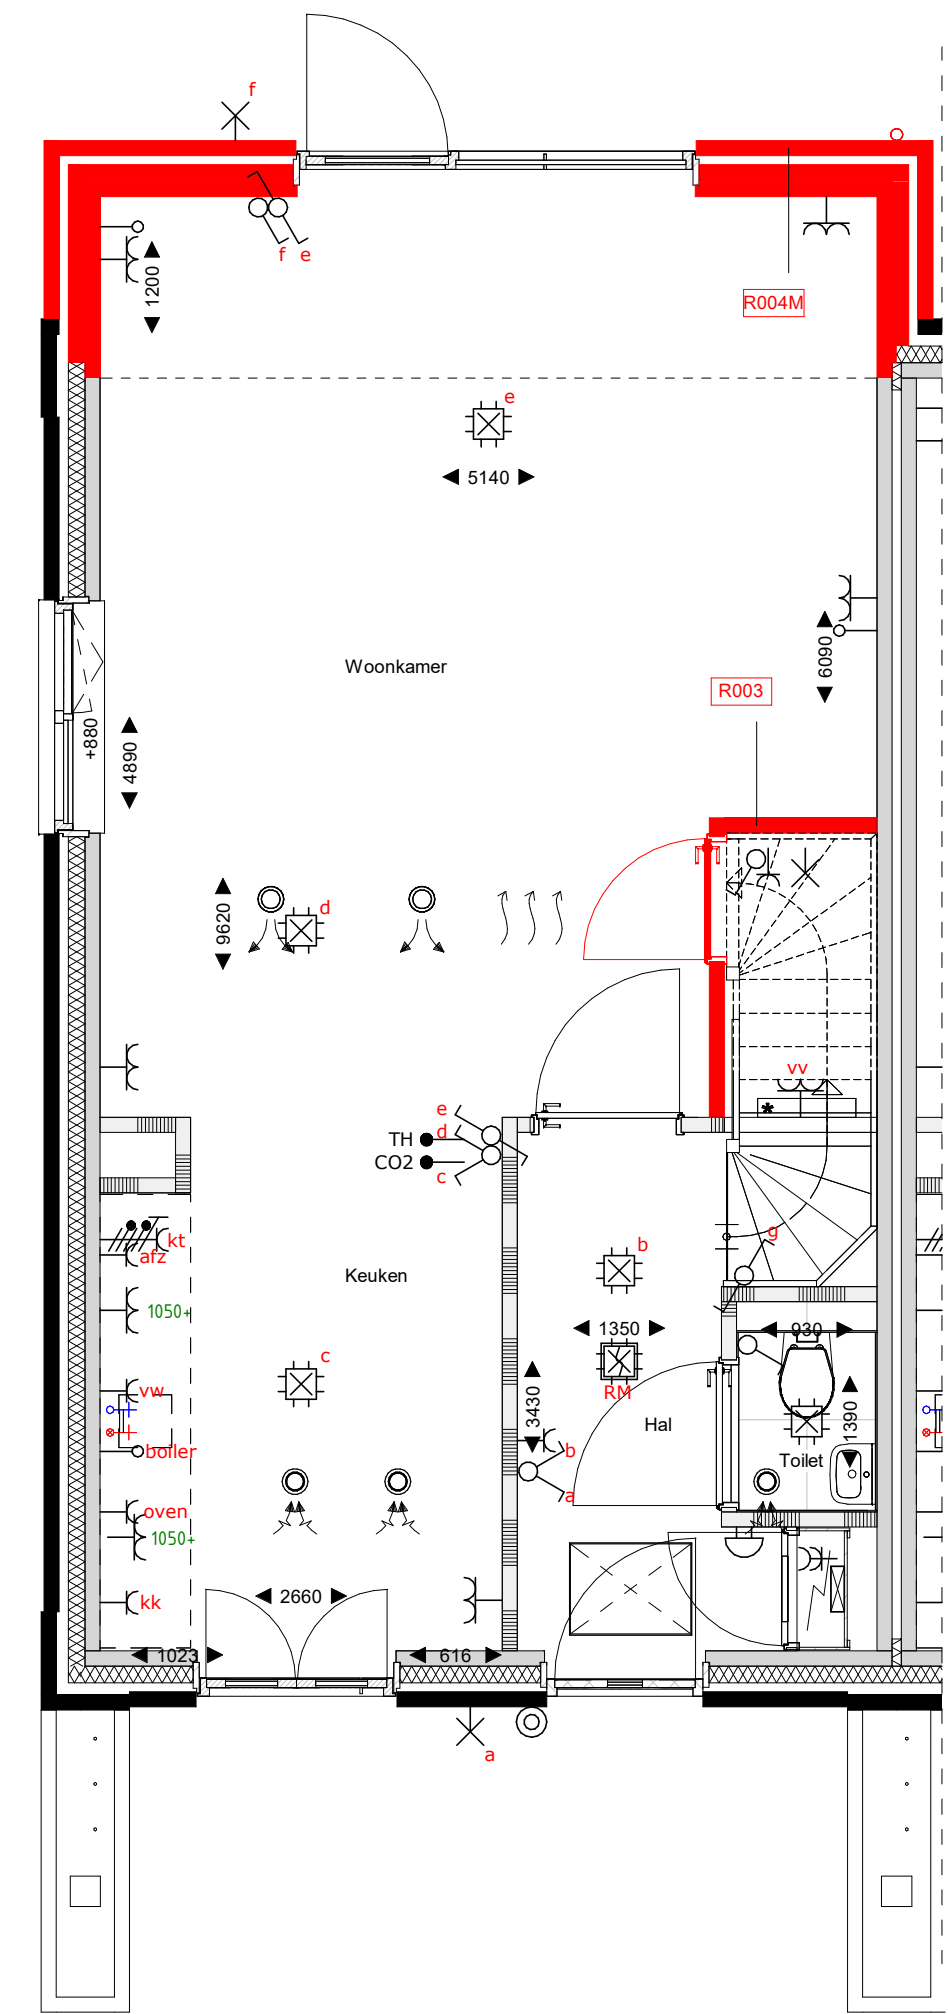 f
f e
1200
R004M
e
5140
6090
Woonkamer
R003
+880
4890
9620
d
vv
*
e
TH
d
CO2
c
kt
afz
g
b
Keuken
1050+
1350
930
c
RM
vw
3430
1390
Hal
boiler
b
Toilet
a
oven
1050+
kk
2660
1023
616
a